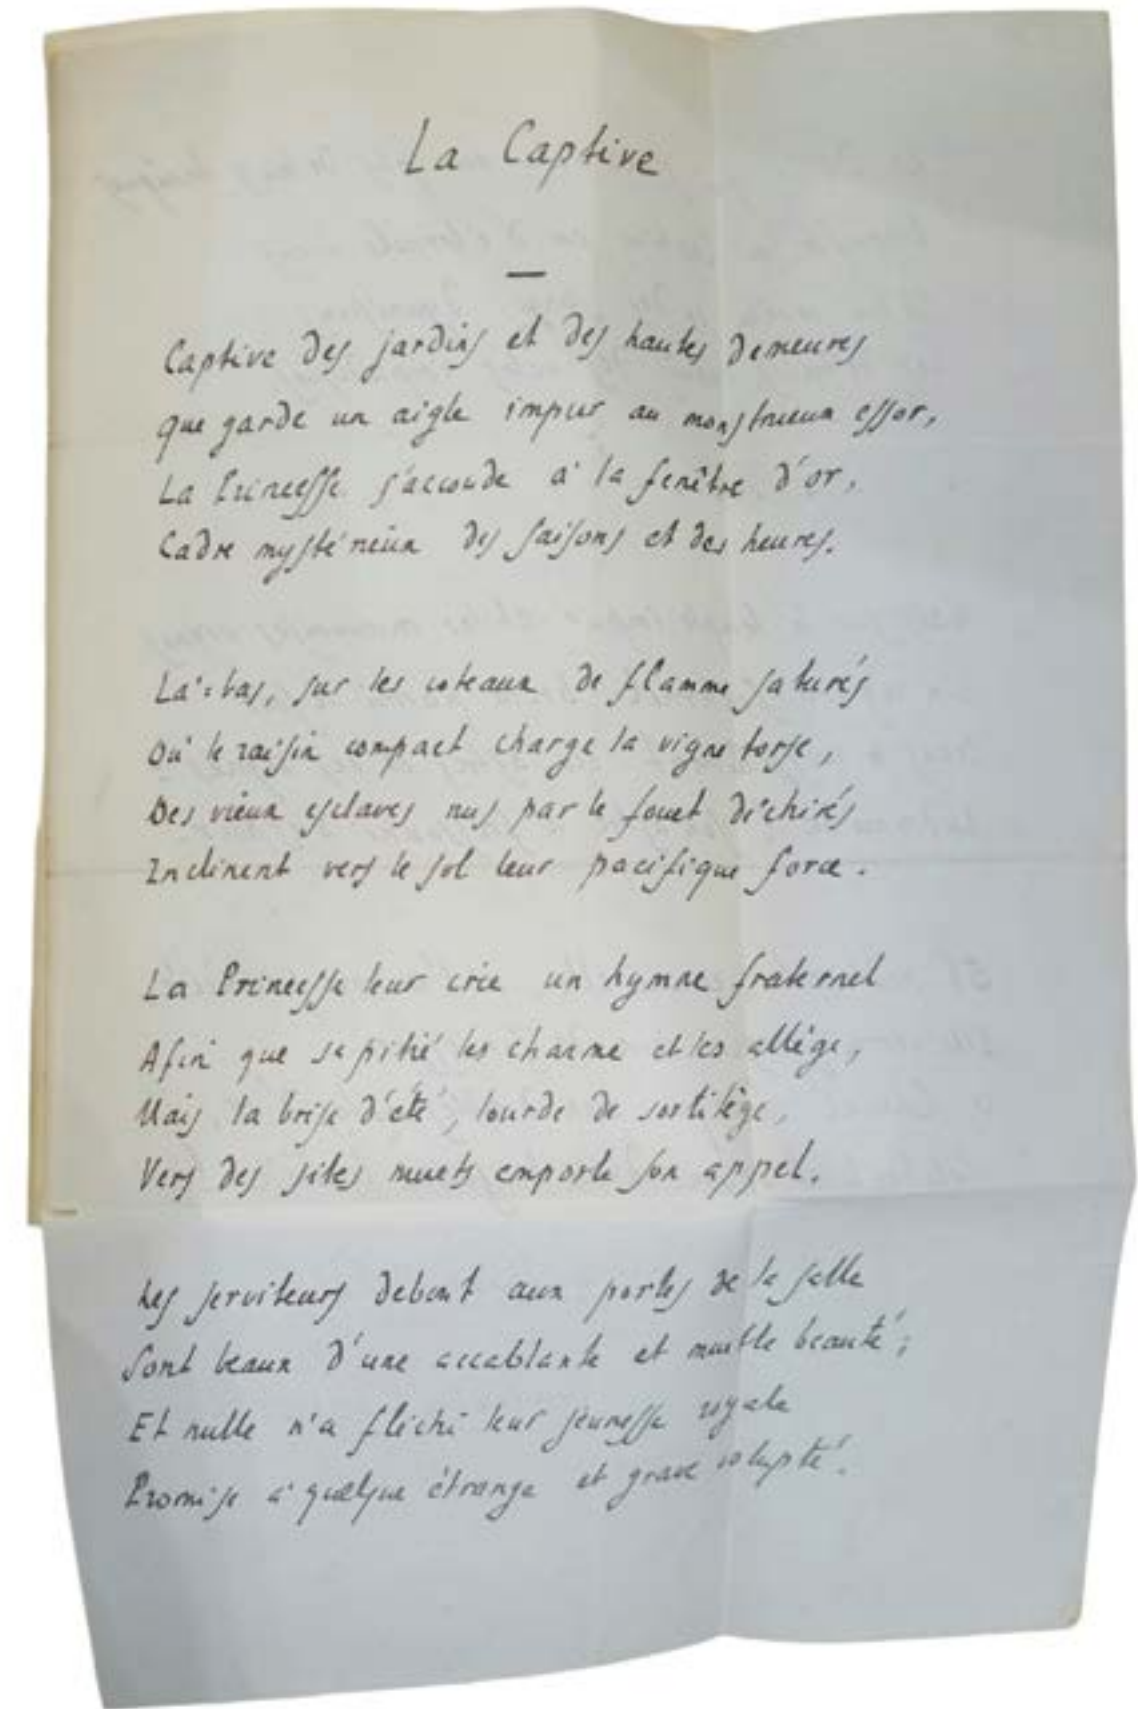 La Captive
—
Captive des jardins et des hautes demeures
Que garde un aigle impur au monstrueux essor,
La Princesse s'accoude à la fenêtre d'or,
Cadre mystérieux des saisons et des heures.
Là-bas, sur les coteaux de flamme saturés
Où le raisin compact charge la vigne torse,
Des vieux esclaves nus par le fouet déchirés
Inclinent vers le sol leur pacifique force.
La Princesse leur crie un hymne fraternel
Afin que sa pitié les charme et les allège,
Mais la brise d'été, lourde de sortilège,
Vers des sites muets emporte son appel.
Les serviteurs debout aux portes de la salle
Sont beaux d'une accablante et muette beauté;
Et nulle n'a fléchi leur jeunesse royale
Promise à quelque étrange et grave volupté.